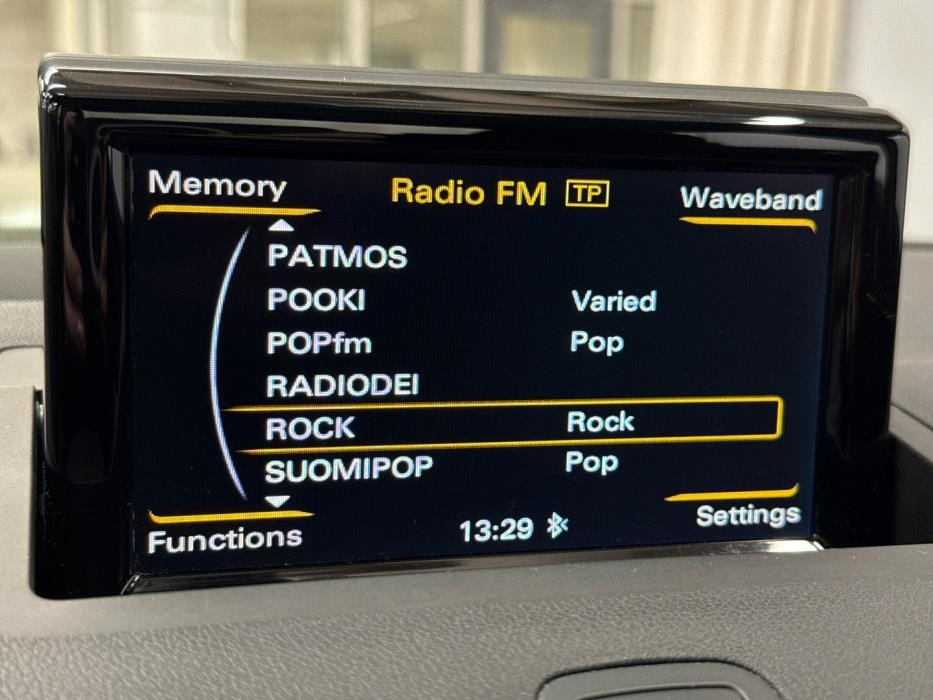 Memory Radio FM TP Waveband
PATMOS
POOKI Varied
POPfm Pop
RADIODEI
ROCK Rock
SUOMIPOP Pop
Functions 13:29 Settings